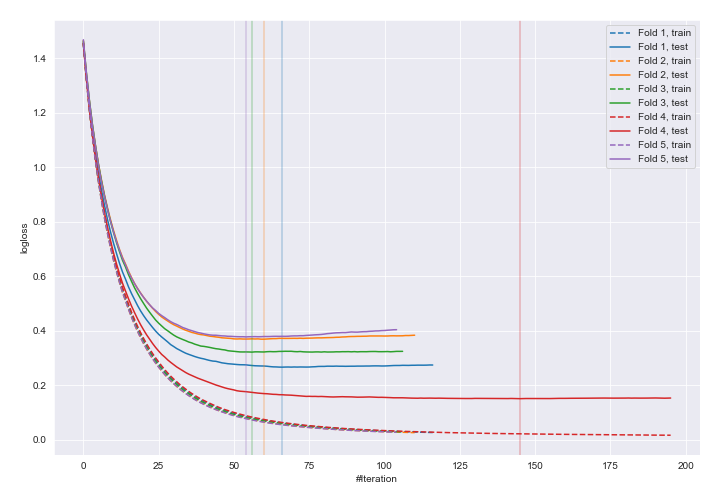 Fold 1, train
Fold 1, test
Fold 2, train
Fold 2, test
Fold 3, train
Fold 3, test
Fold 4, train
Fold 4, test
Fold 5, train
Fold 5, test
logloss
1.4
1.2
1.0
0.8
0.6
0.4
0.2
0.0
0 25 50 75 100 125 150 175 200
#Iteration